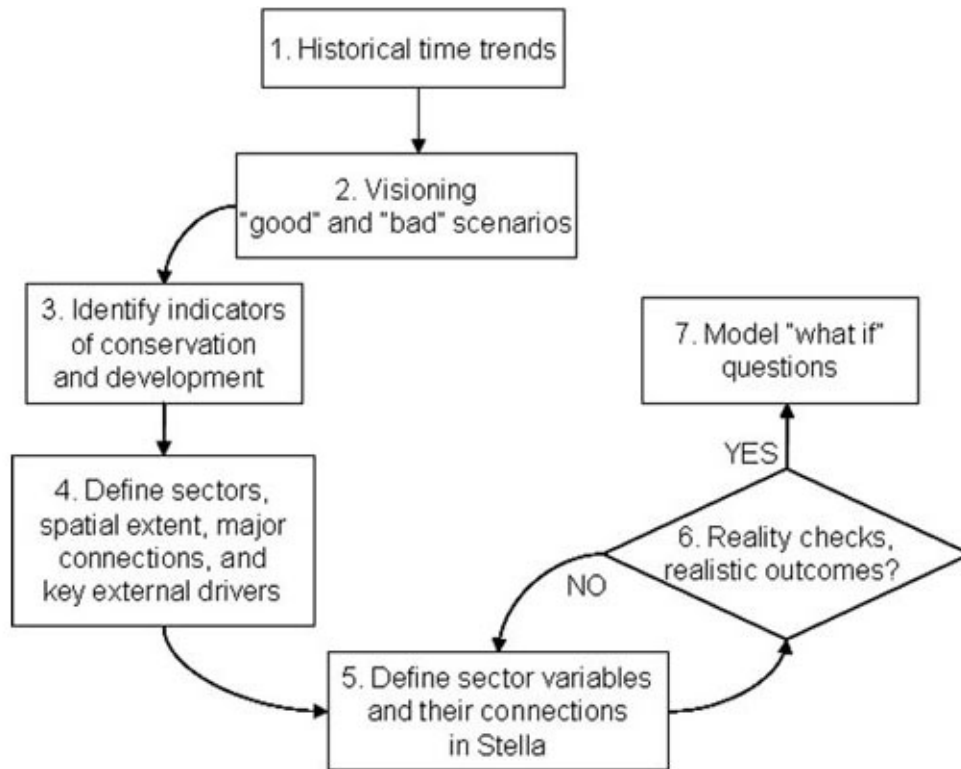 1. Historical time trends
2. Visioning
"good" and "bad" scenarios
3. Identify indicators
of conservation
and development
4. Define sectors,
spatial extent, major
connections, and
key external drivers
5. Define sector variables
and their connections
in Stella
6. Reality checks,
realistic outcomes?
NO
YES
7. Model "what if"
questions